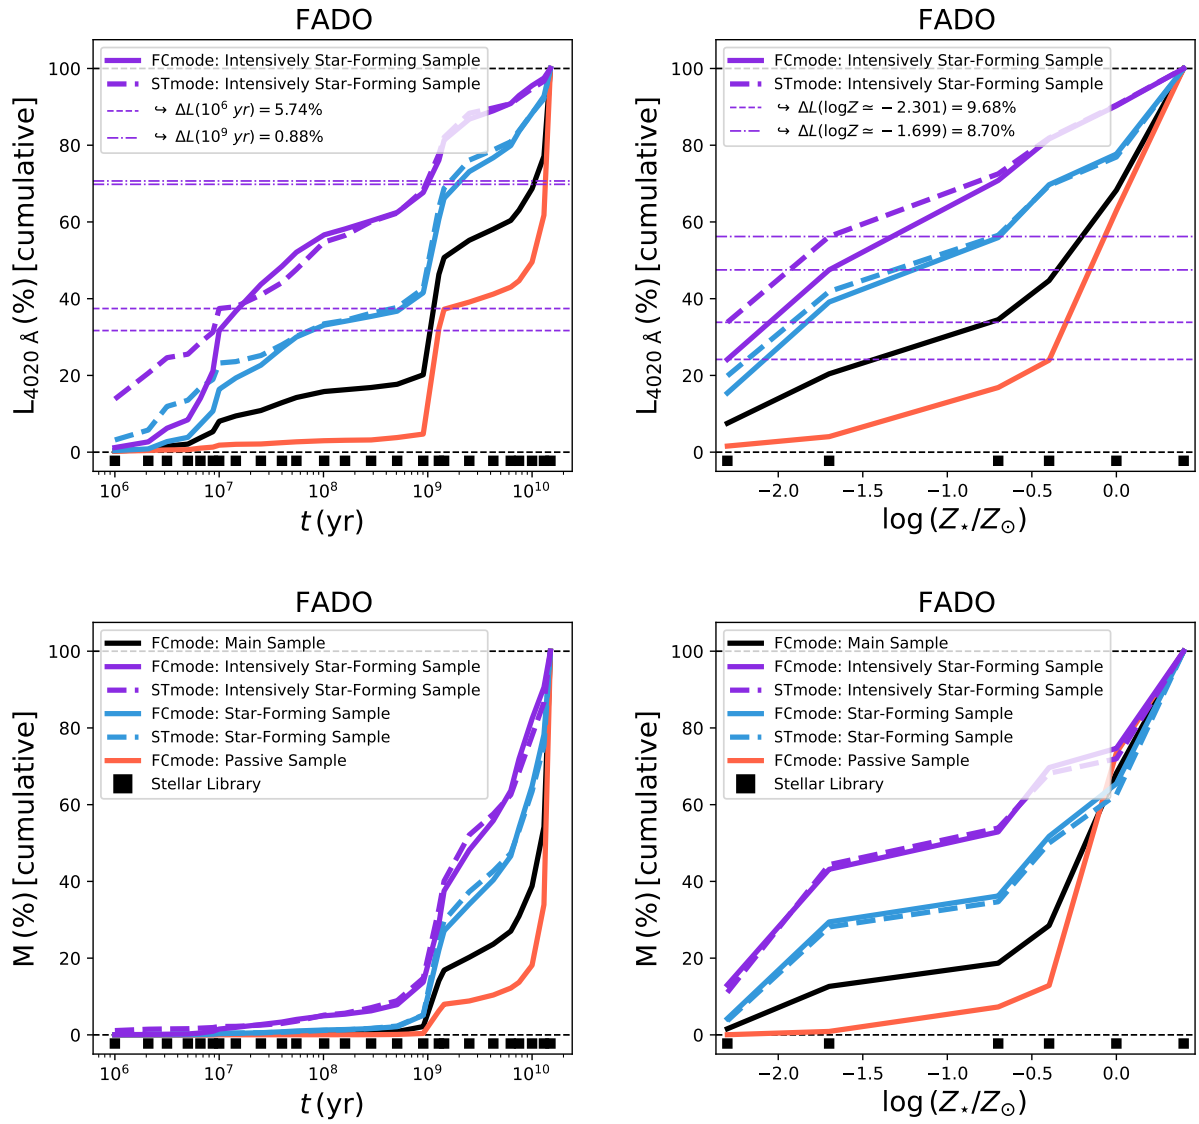 FADO
L4020 Å (%) [cumulative]
100
80
60
40
20
0
FCmode: Intensively Star-Forming Sample
STmode: Intensively Star-Forming Sample
↪ ΔL(10⁶ yr) = 5.74%
↪ ΔL(10⁹ yr) = 0.88%
10⁶ 10⁷ 10⁸ 10⁹ 10¹⁰
t (yr)
FADO
L4020 Å (%) [cumulative]
100
80
60
40
20
0
FCmode: Intensively Star-Forming Sample
STmode: Intensively Star-Forming Sample
↪ ΔL(logZ ≃ −2.301) = 9.68%
↪ ΔL(logZ ≃ −1.699) = 8.70%
−2.0 −1.5 −1.0 −0.5 0.0
log (Z⋆/Z⊙)
FADO
M (%) [cumulative]
100
80
60
40
20
0
FCmode: Main Sample
FCmode: Intensively Star-Forming Sample
STmode: Intensively Star-Forming Sample
FCmode: Star-Forming Sample
STmode: Star-Forming Sample
FCmode: Passive Sample
Stellar Library
10⁶ 10⁷ 10⁸ 10⁹ 10¹⁰
t (yr)
FADO
M (%) [cumulative]
100
80
60
40
20
0
FCmode: Main Sample
FCmode: Intensively Star-Forming Sample
STmode: Intensively Star-Forming Sample
FCmode: Star-Forming Sample
STmode: Star-Forming Sample
FCmode: Passive Sample
Stellar Library
−2.0 −1.5 −1.0 −0.5 0.0
log (Z⋆/Z⊙)